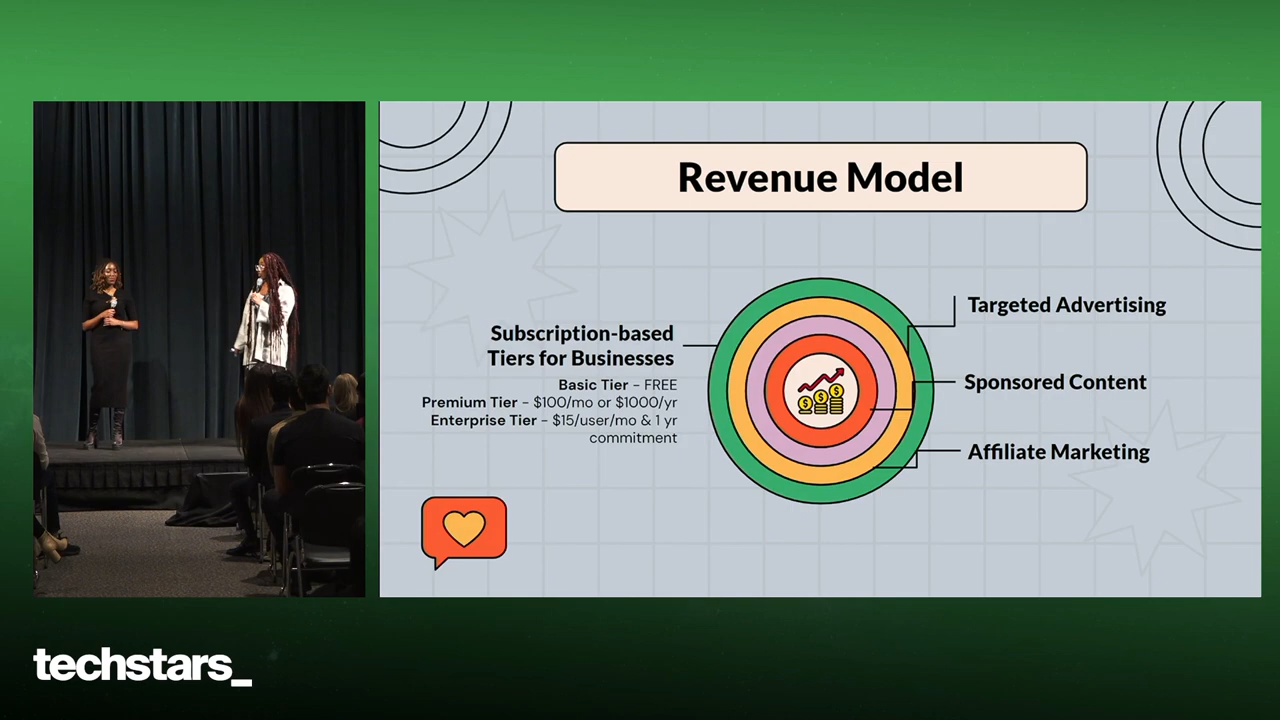 Revenue Model
Subscription-based
Tiers for Businesses
Basic Tier - FREE
Premium Tier - $100/mo or $1000/yr
Enterprise Tier - $15/user/mo & 1 yr
commitment
Targeted Advertising
Sponsored Content
Affiliate Marketing
techstars_